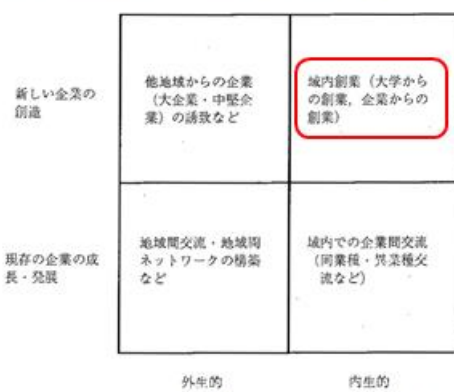 新しい企業の
創造
他地域からの企業
(大企業・中堅企
業)の誘致など
域内創業(大学から
の創業,企業からの
創業)
現存の企業の成
長・発展
地域間交流・地域間
ネットワークの構築
など
域内での企業間交流
(同業種・異業種交
流など)
外生的
内生的